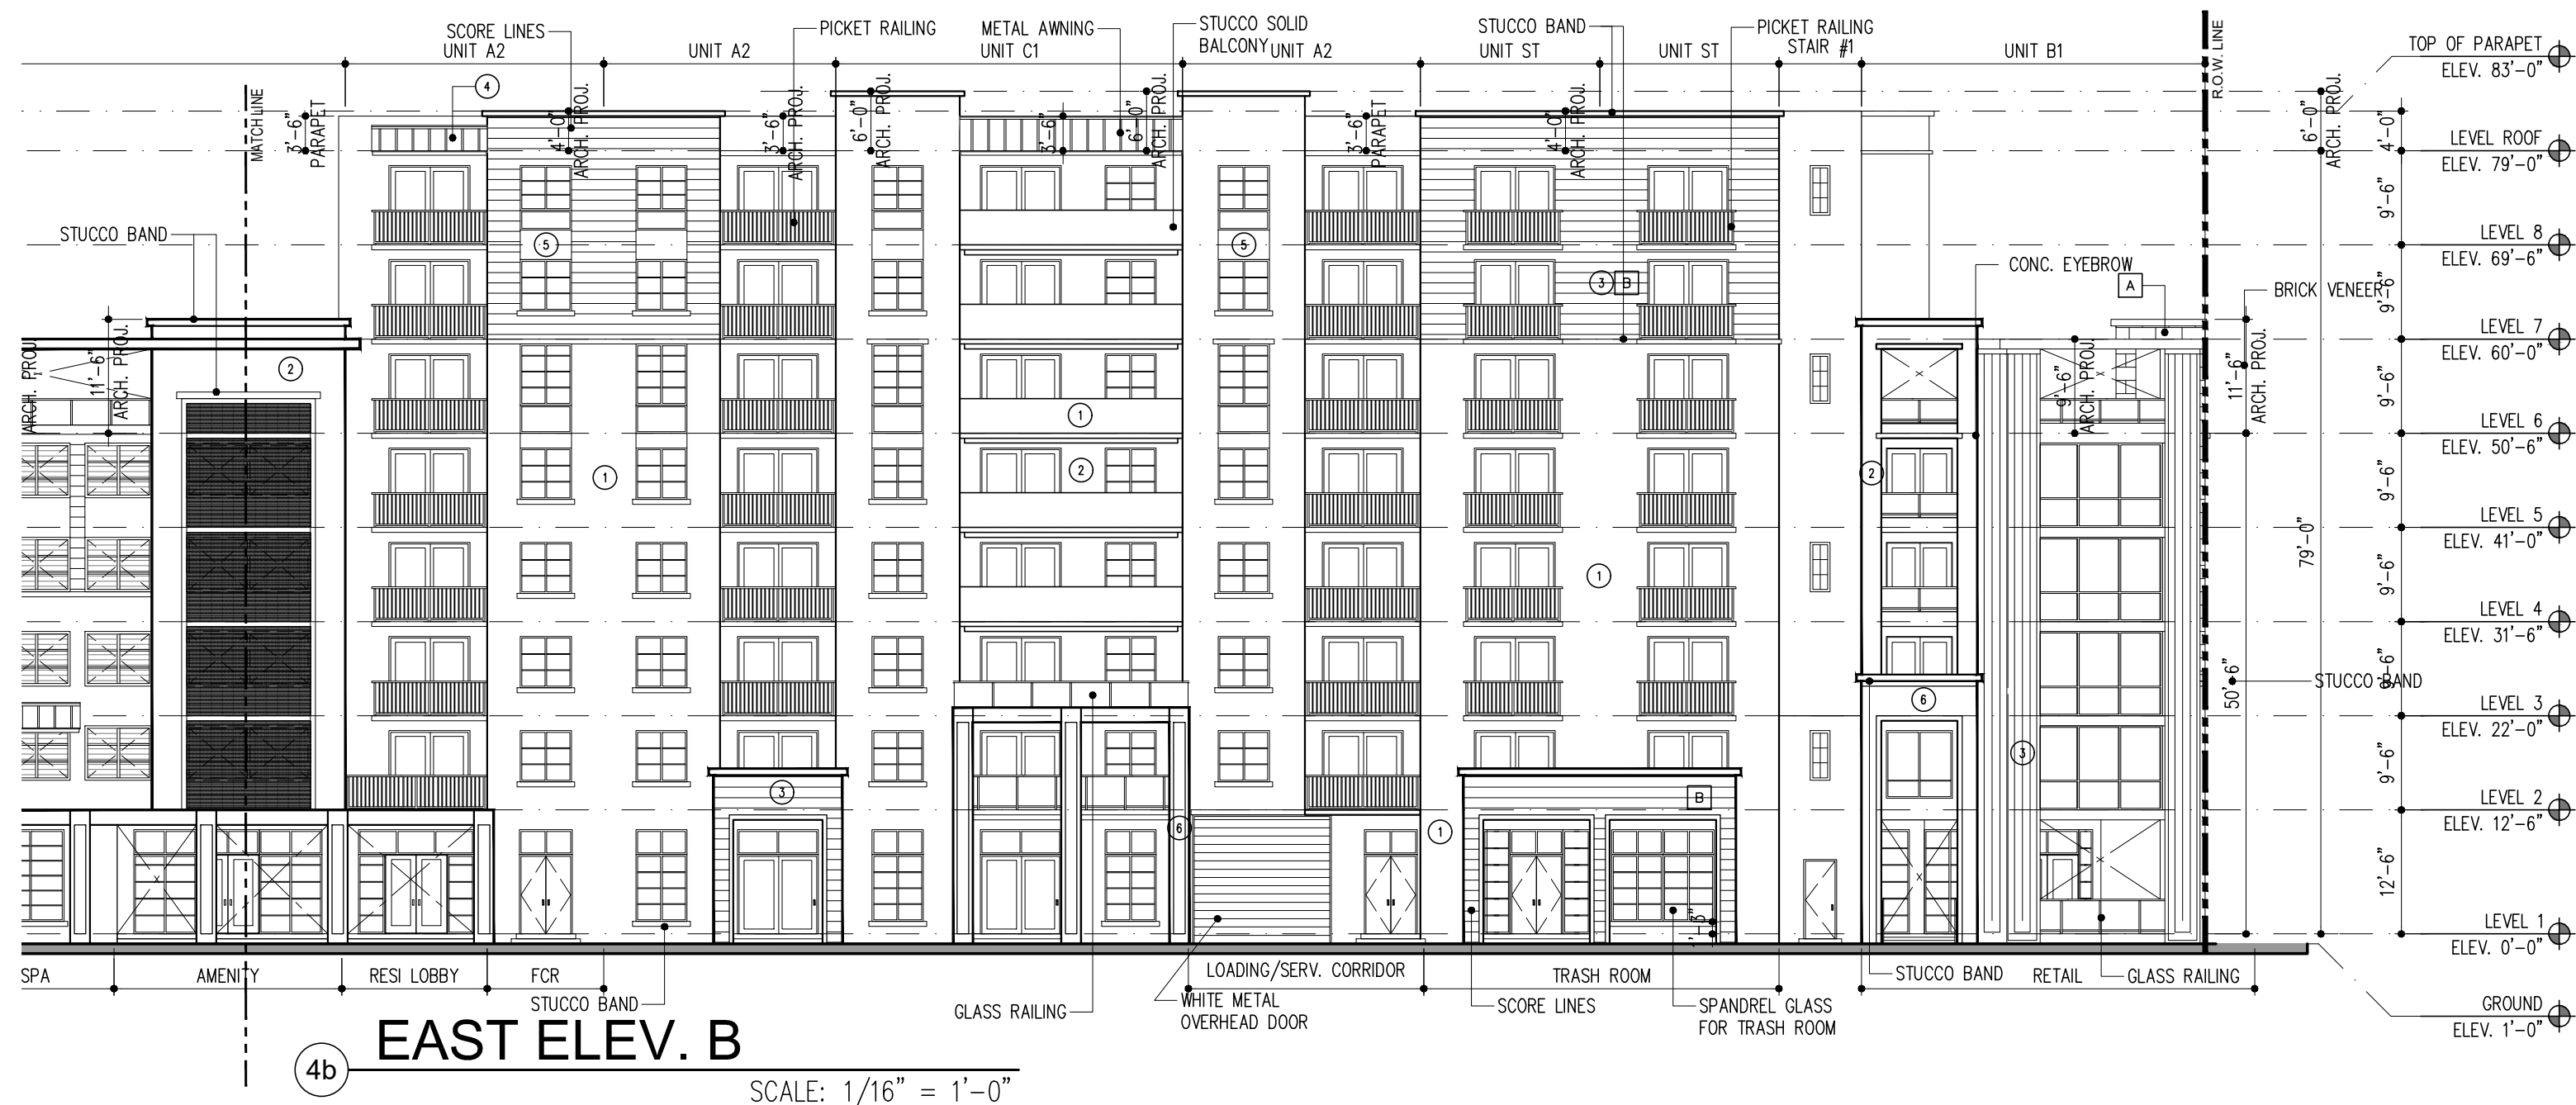 SCORE LINES
PICKET RAILING
METAL AWNING
STUCCO SOLID
BALCONY
STUCCO BAND
PICKET RAILING
UNIT A2
UNIT A2
UNIT C1
UNIT A2
UNIT ST
UNIT ST
STAIR #1
UNIT B1
R.O.W. LINE
TOP OF PARAPET
ELEV. 83'-0"
LEVEL ROOF
ELEV. 79'-0"
LEVEL 8
ELEV. 69'-6"
LEVEL 7
ELEV. 60'-0"
LEVEL 6
ELEV. 50'-6"
LEVEL 5
ELEV. 41'-0"
LEVEL 4
ELEV. 31'-6"
LEVEL 3
ELEV. 22'-0"
LEVEL 2
ELEV. 12'-6"
LEVEL 1
ELEV. 0'-0"
GROUND
ELEV. 1'-0"
4
MATCH LINE
3'-6"
PARAPET
4'-0"
ARCH. PROJ.
3'-6"
ARCH. PROJ.
6'-0"
ARCH. PROJ.
3'-6"
6'-0"
ARCH. PROJ.
3'-6"
PARAPET
4'-0"
ARCH. PROJ.
6'-0"
ARCH. PROJ.
4'-0"
9'-6"
9'-6"
9'-6"
9'-6"
9'-6"
9'-6"
9'-6"
12'-6"
79'-0"
50'-6"
11'-6"
ARCH. PROJ.
9'-6"
ARCH. PROJ.
STUCCO BAND
CONC. EYEBROW
A
BRICK VENEER
STUCCO BAND
ARCH. PROJ.
11'-6"
ARCH. PROJ.
5
5
3
B
2
1
2
1
1
2
6
3
3
6
1
B
SPA
AMENITY
RESI LOBBY
FCR
STUCCO BAND
GLASS RAILING
LOADING/SERV. CORRIDOR
WHITE METAL
OVERHEAD DOOR
TRASH ROOM
SCORE LINES
SPANDREL GLASS
FOR TRASH ROOM
STUCCO BAND
RETAIL
GLASS RAILING
4b
EAST ELEV. B
SCALE: 1/16" = 1'-0"